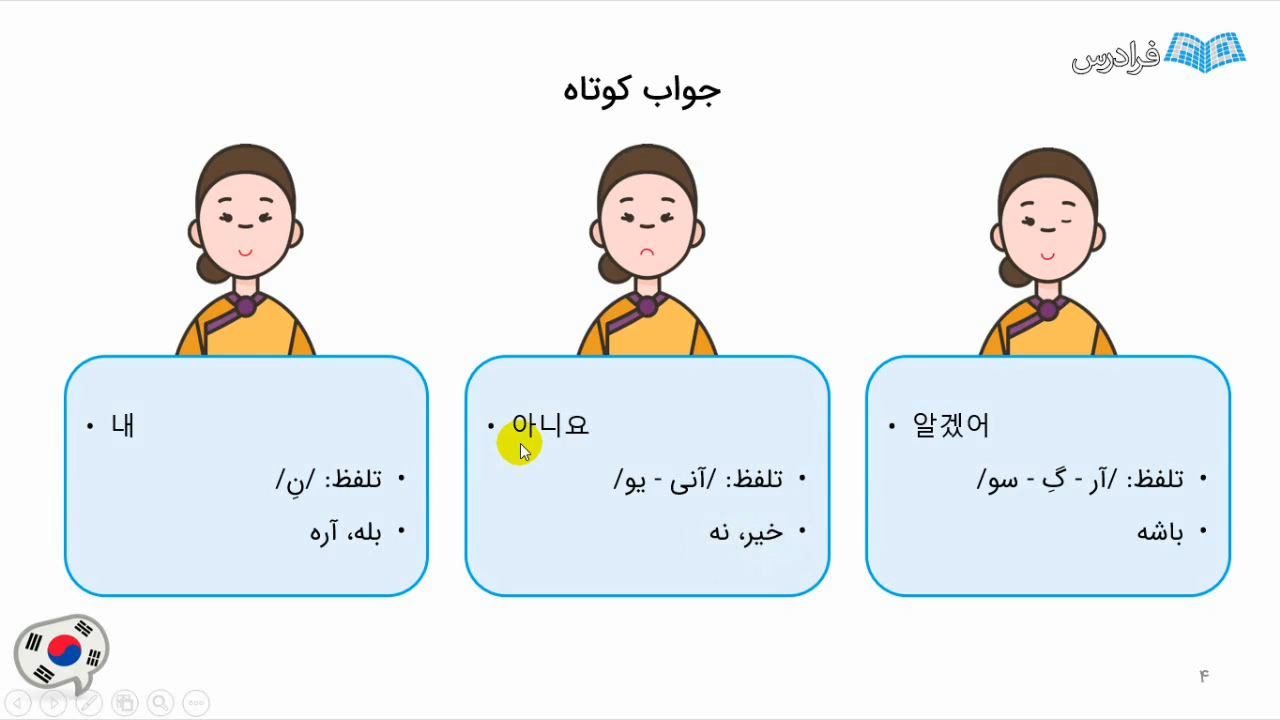 فرادرس
جواب کوتاه
• 내
• تلفظ: /نِ/
• بله، آره
• 아니요
• تلفظ: /آنی - یو/
• خیر، نه
• 알겠어
• تلفظ: /آر - گِ - سو/
• باشه
۴